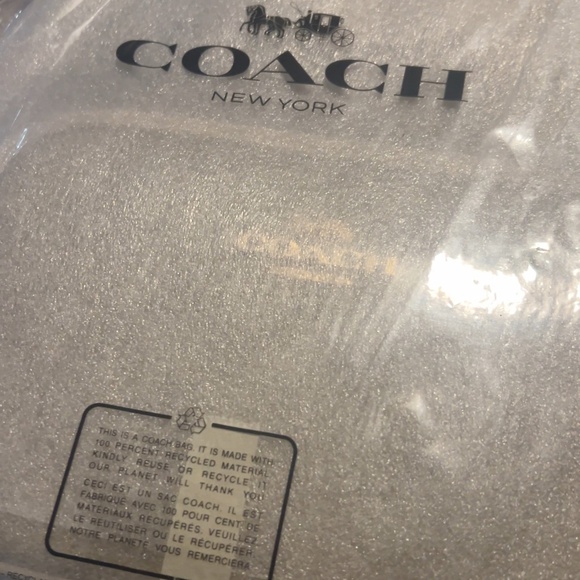 COACH
NEW YORK
COACH
THIS IS A COACH BAG. IT IS MADE WITH
100 PERCENT RECYCLED MATERIAL.
KINDLY REUSE OR RECYCLE IT.
OUR PLANET WILL THANK YOU.
CECI EST UN SAC COACH. IL EST
FABRIQUÉ AVEC 100 POUR CENT DE
MATÉRIAUX RÉCUPÉRÉS. VEUILLEZ
LE RÉUTILISER OU LE RÉCUPÉRER.
NOTRE PLANÈTE VOUS REMERCIERA.